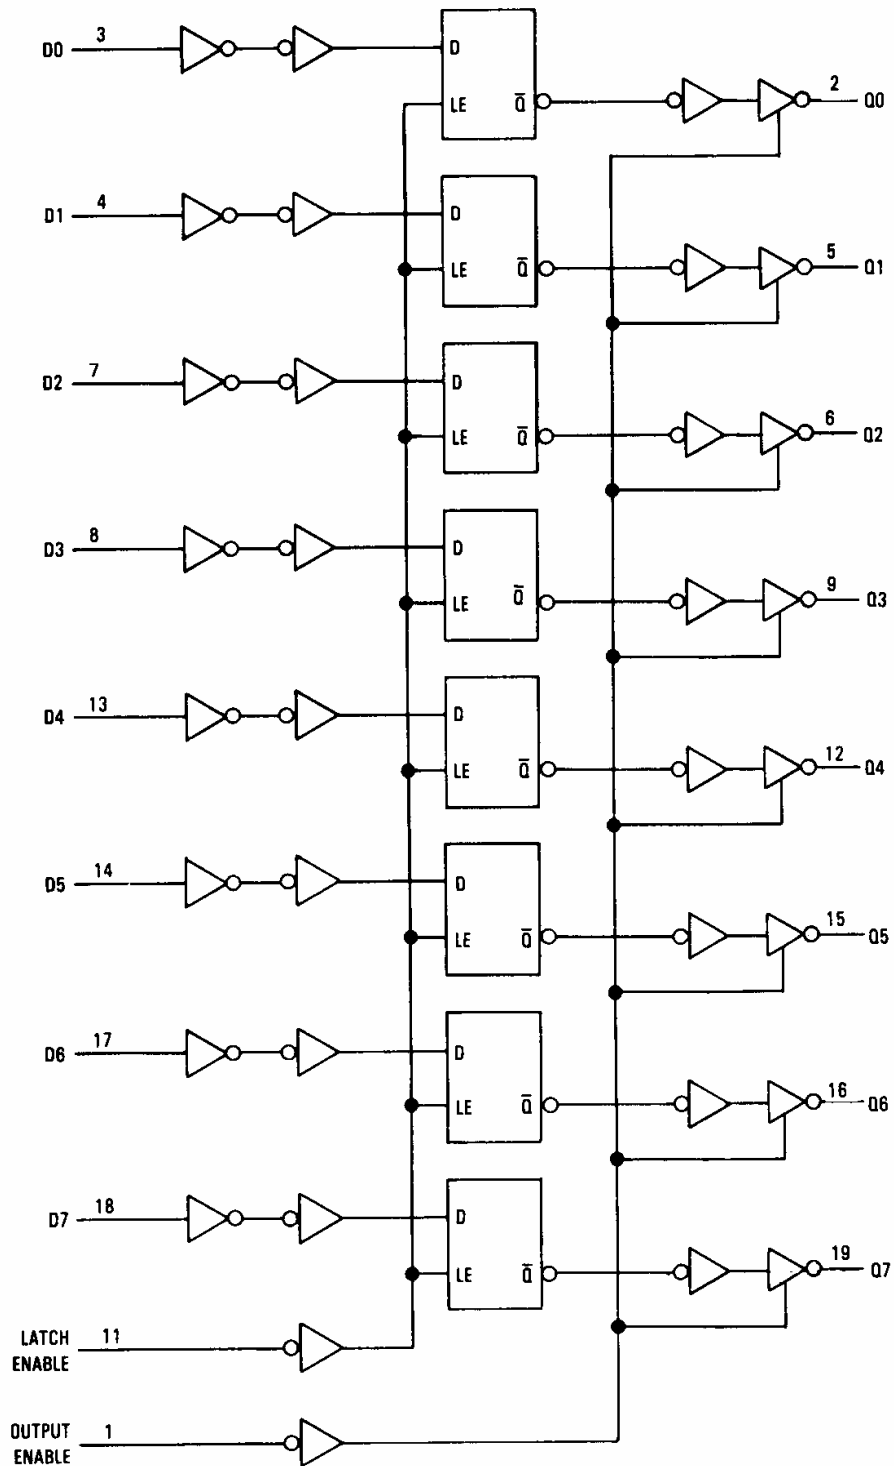 D0 3 D
LE Q̅ 2 Q0
D1 4 D
LE Q̅ 5 Q1
D2 7 D
LE Q̅ 6 Q2
D3 8 D
LE Q̅ 9 Q3
D4 13 D
LE Q̅ 12 Q4
D5 14 D
LE Q̅ 15 Q5
D6 17 D
LE Q̅ 16 Q6
D7 18 D
LE Q̅ 19 Q7
LATCH 11
ENABLE
OUTPUT 1
ENABLE